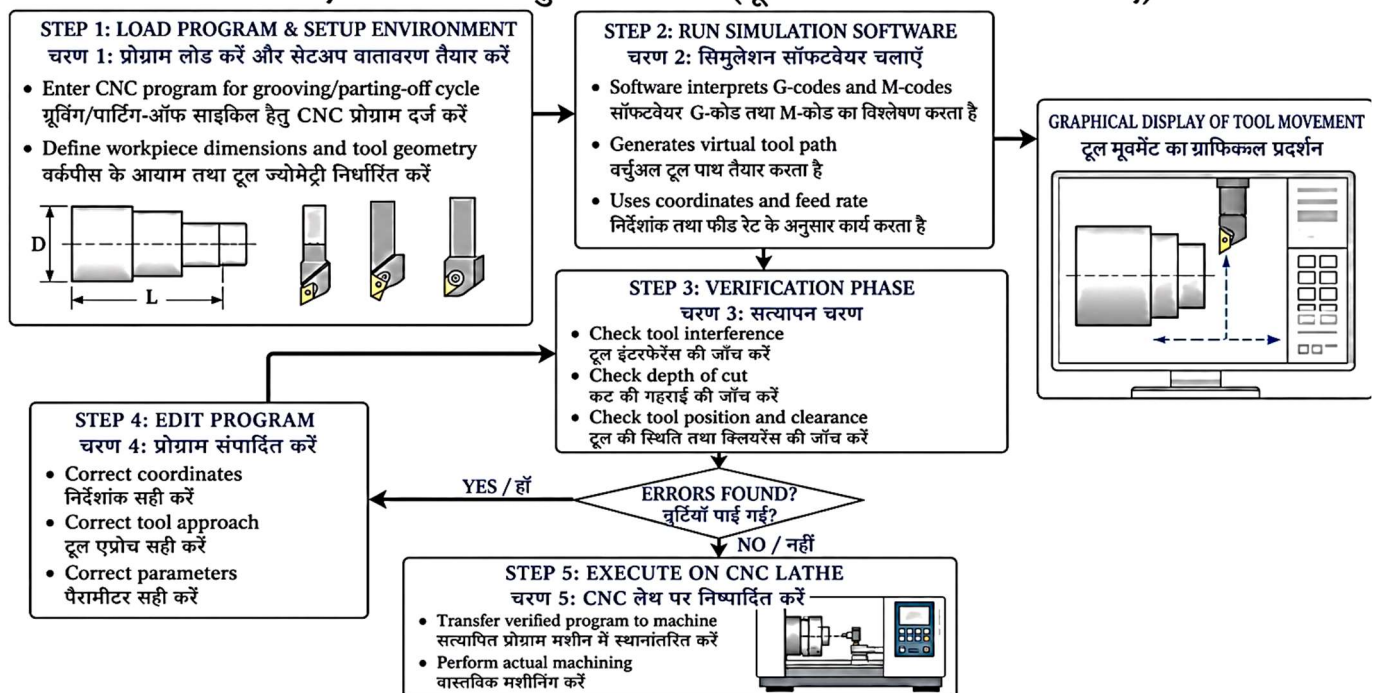 STEP 1: LOAD PROGRAM & SETUP ENVIRONMENT
चरण 1: प्रोग्राम लोड करें और सेटअप वातावरण तैयार करें
• Enter CNC program for grooving/parting-off cycle
ग्रूविंग/पार्टिंग-ऑफ साइकिल हैतु CNC प्रोग्राम दर्ज करें
• Define workpiece dimensions and tool geometry
वर्कपीस के आयाम तथा टूल ज्योमेट्री निर्धारित करें
D
L
STEP 2: RUN SIMULATION SOFTWARE
चरण 2: सिमुलेशन सॉफटवेयर चलाएँ
• Software interprets G-codes and M-codes
सॉफटवेयर G-कोड तथा M-कोड का विश्लेषण करता है
• Generates virtual tool path
वर्चुअल टूल पाथ तैयार करता है
• Uses coordinates and feed rate
निर्देशांक तथा फीड रेट के अनुसार कार्य करता है
GRAPHICAL DISPLAY OF TOOL MOVEMENT
टूल मूवमेंट का ग्राफिकल प्रदर्शन
STEP 3: VERIFICATION PHASE
चरण 3: सत्यापन चरण
• Check tool interference
टूल इंटरफेरेंस की जाँच करें
• Check depth of cut
कट की गहराई की जाँच करें
• Check tool position and clearance
टूल की स्थिति तथा क्लियरेंस की जाँच करें
STEP 4: EDIT PROGRAM
चरण 4: प्रोग्राम संपादित करें
• Correct coordinates
निर्देशांक सही करें
• Correct tool approach
टूल एप्रोच सही करें
• Correct parameters
पैरामीटर सही करें
YES / हाँ
ERRORS FOUND?
पाई गई?
NO / नहीं
STEP 5: EXECUTE ON CNC LATHE
चरण 5: CNC लेथ पर निष्पादित करें
• Transfer verified program to machine
सत्यापित प्रोग्राम मशीन में स्थानांतरित करें
• Perform actual machining
वास्तविक मशीनिंग करें